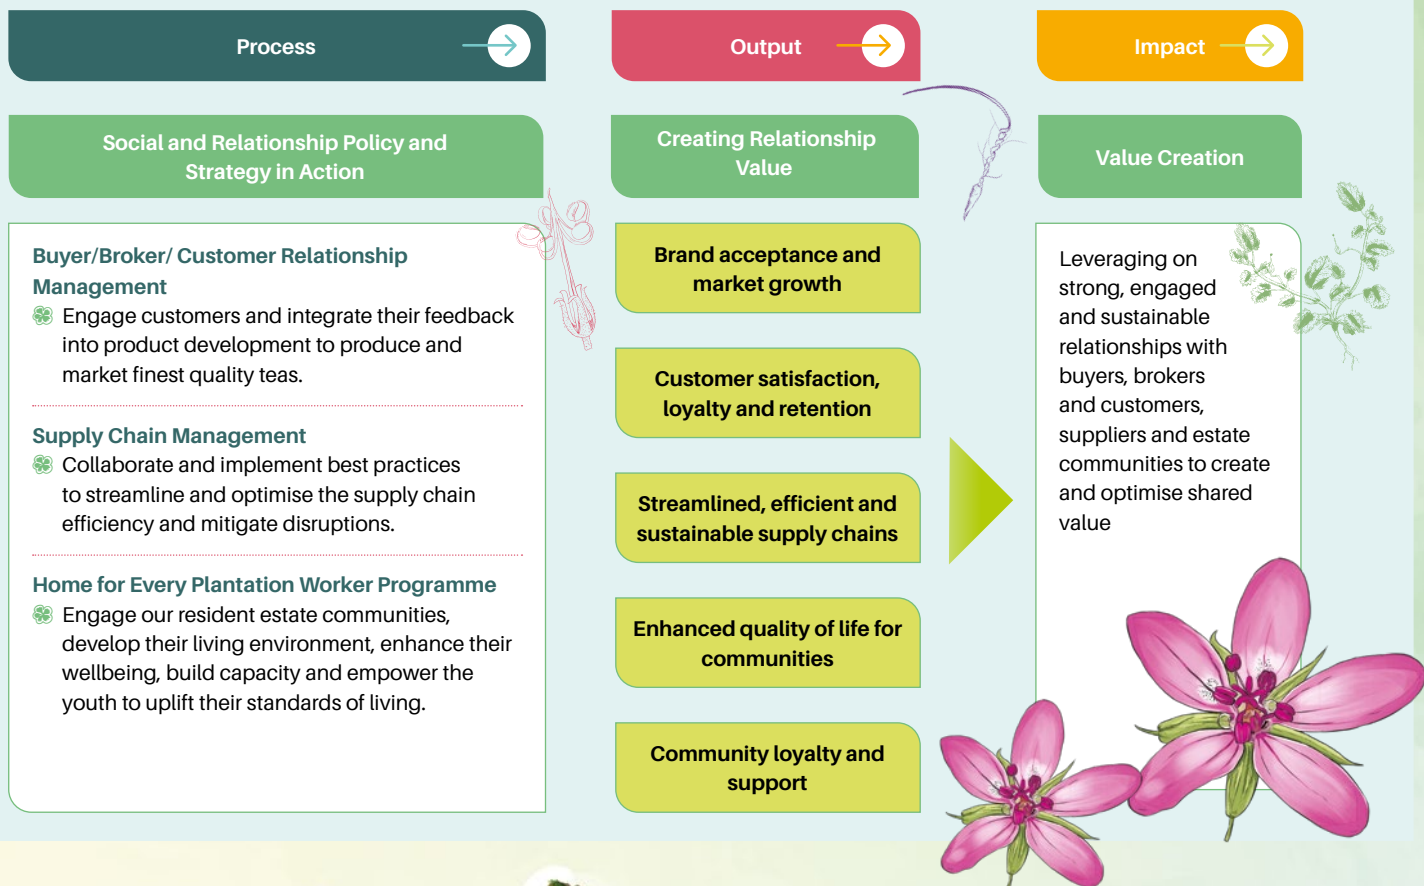 Process
Output
Impact
Social and Relationship Policy and
Strategy in Action
Creating Relationship
Value
Value Creation
Buyer/Broker/ Customer Relationship
Management
Engage customers and integrate their feedback
into product development to produce and
market finest quality teas.
Supply Chain Management
Collaborate and implement best practices
to streamline and optimise the supply chain
efficiency and mitigate disruptions.
Home for Every Plantation Worker Programme
Engage our resident estate communities,
develop their living environment, enhance their
wellbeing, build capacity and empower the
youth to uplift their standards of living.
Brand acceptance and
market growth
Customer satisfaction,
loyalty and retention
Streamlined, efficient and
sustainable supply chains
Enhanced quality of life for
communities
Community loyalty and
support
Leveraging on
strong, engaged
and sustainable
relationships with
buyers, brokers
and customers,
suppliers and estate
communities to create
and optimise shared
value